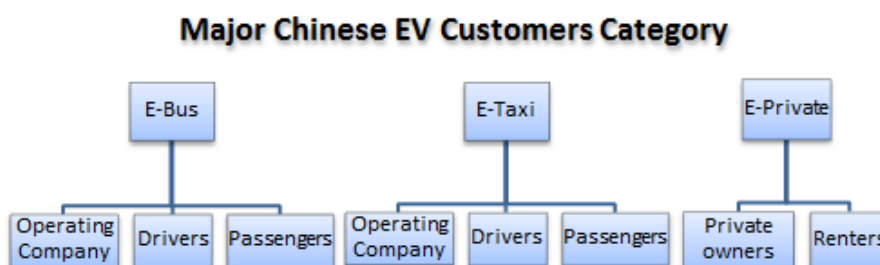 Major Chinese EV Customers Category
E-Bus
E-Taxi
E-Private
Operating
Company
Drivers
Passengers
Operating
Company
Drivers
Passengers
Private
owners
Renters